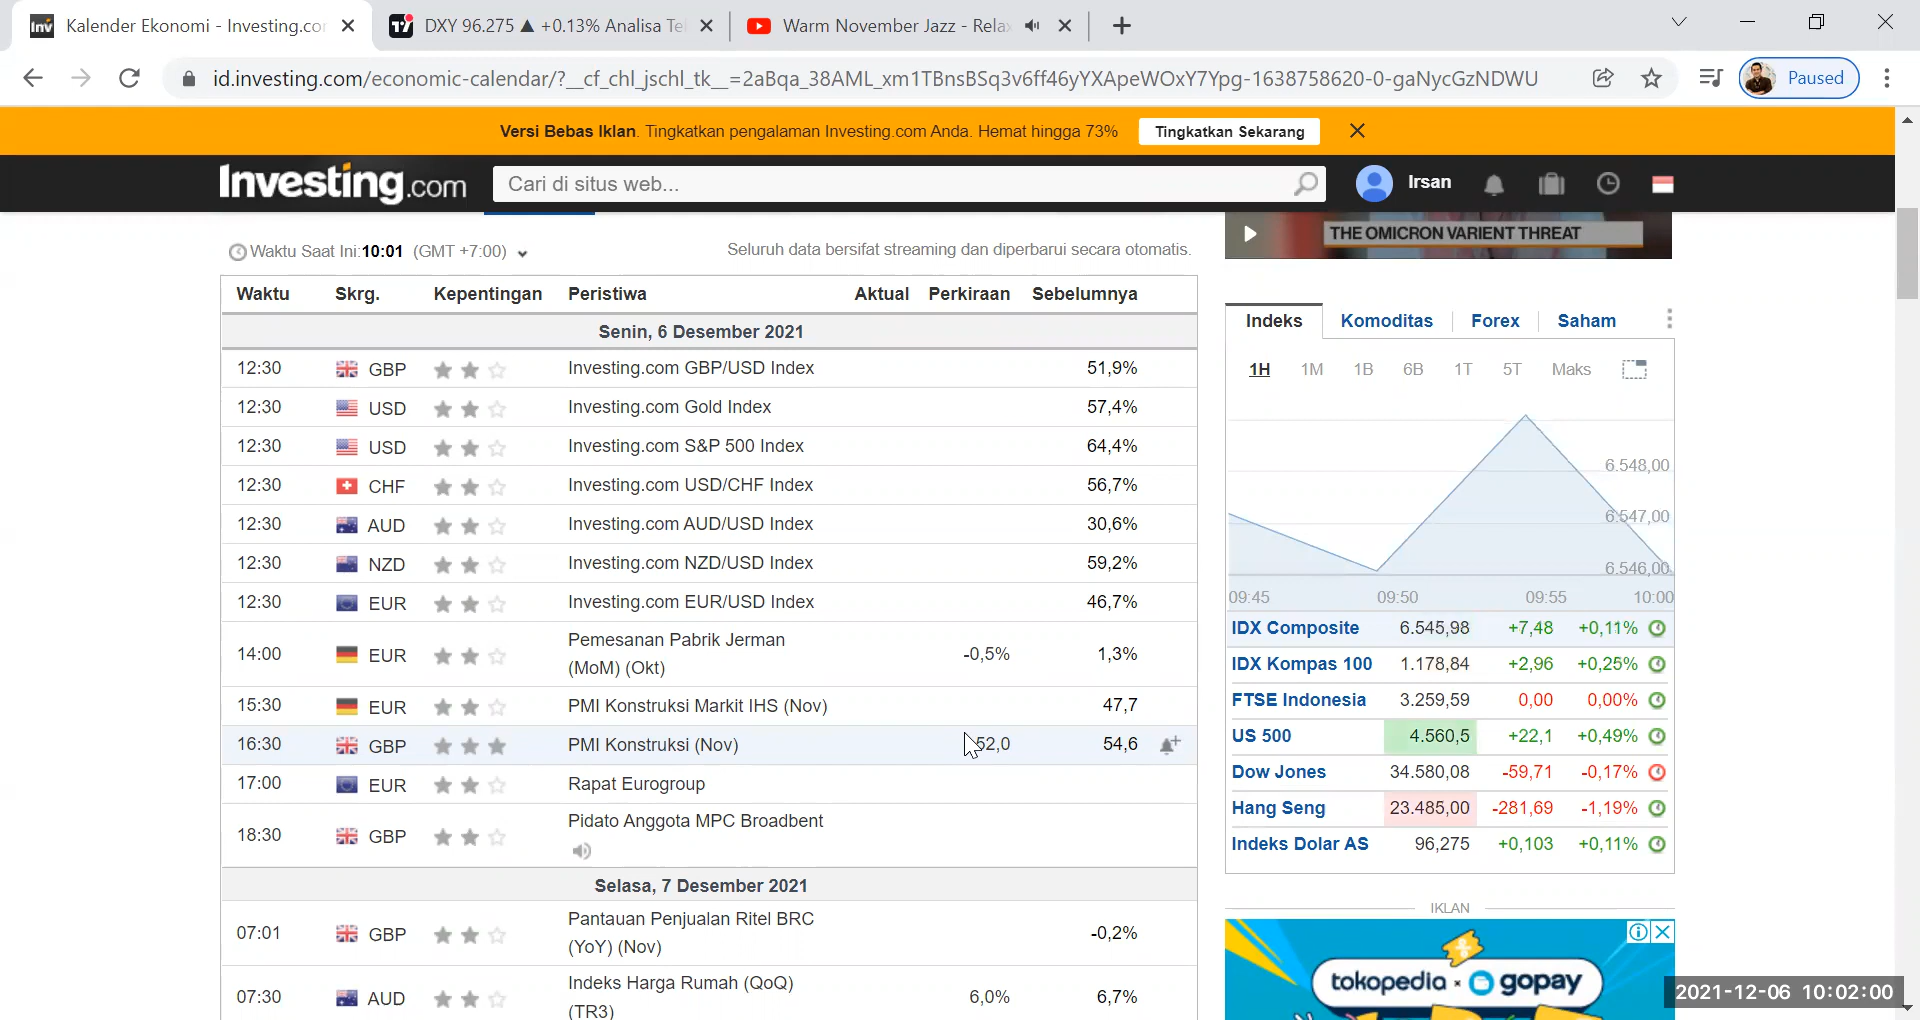 Kalender Ekonomi - Investing.cor
DXY 96.275 ▲ +0.13% Analisa Te
Warm November Jazz - Rela
id.investing.com/economic-calendar/?__cf_chl_jschl_tk__=2aBqa_38AML_xm1TBnsBSq3v6ff46yYXApeWOxY7Ypg-1638758620-0-gaNycGzNDWU
Paused
Versi Bebas Iklan. Tingkatkan pengalaman Investing.com Anda. Hemat hingga 73%
Tingkatkan Sekarang
Investing.com
Cari di situs web...
Irsan
Waktu Saat Ini:10:01 (GMT +7:00)
Seluruh data bersifat streaming dan diperbarui secara otomatis.
Waktu Skrg. Kepentingan Peristiwa Aktual Perkiraan Sebelumnya
Senin, 6 Desember 2021
12:30 GBP Investing.com GBP/USD Index 51,9%
12:30 USD Investing.com Gold Index 57,4%
12:30 USD Investing.com S&P 500 Index 64,4%
12:30 CHF Investing.com USD/CHF Index 56,7%
12:30 AUD Investing.com AUD/USD Index 30,6%
12:30 NZD Investing.com NZD/USD Index 59,2%
12:30 EUR Investing.com EUR/USD Index 46,7%
14:00 EUR Pemesanan Pabrik Jerman
(MoM) (Okt) -0,5% 1,3%
15:30 EUR PMI Konstruksi Markit IHS (Nov) 47,7
16:30 GBP PMI Konstruksi (Nov) 52,0 54,6
17:00 EUR Rapat Eurogroup
18:30 GBP Pidato Anggota MPC Broadbent
Selasa, 7 Desember 2021
07:01 GBP Pantauan Penjualan Ritel BRC
(YoY) (Nov) -0,2%
07:30 AUD Indeks Harga Rumah (QoQ)
(TR3) 6,0% 6,7%
THE OMICRON VARIENT THREAT
Indeks Komoditas Forex Saham
1H 1M 1B 6B 1T 5T Maks
6.548,00
6.547,00
6.546,00
09:45 09:50 09:55 10:00
IDX Composite 6.545,98 +7,48 +0,11%
IDX Kompas 100 1.178,84 +2,96 +0,25%
FTSE Indonesia 3.259,59 0,00 0,00%
US 500 4.560,5 +22,1 +0,49%
Dow Jones 34.580,08 -59,71 -0,17%
Hang Seng 23.485,00 -281,69 -1,19%
Indeks Dolar AS 96,275 +0,103 +0,11%
IKLAN
tokopedia × gopay
2021-12-06 10:02:00